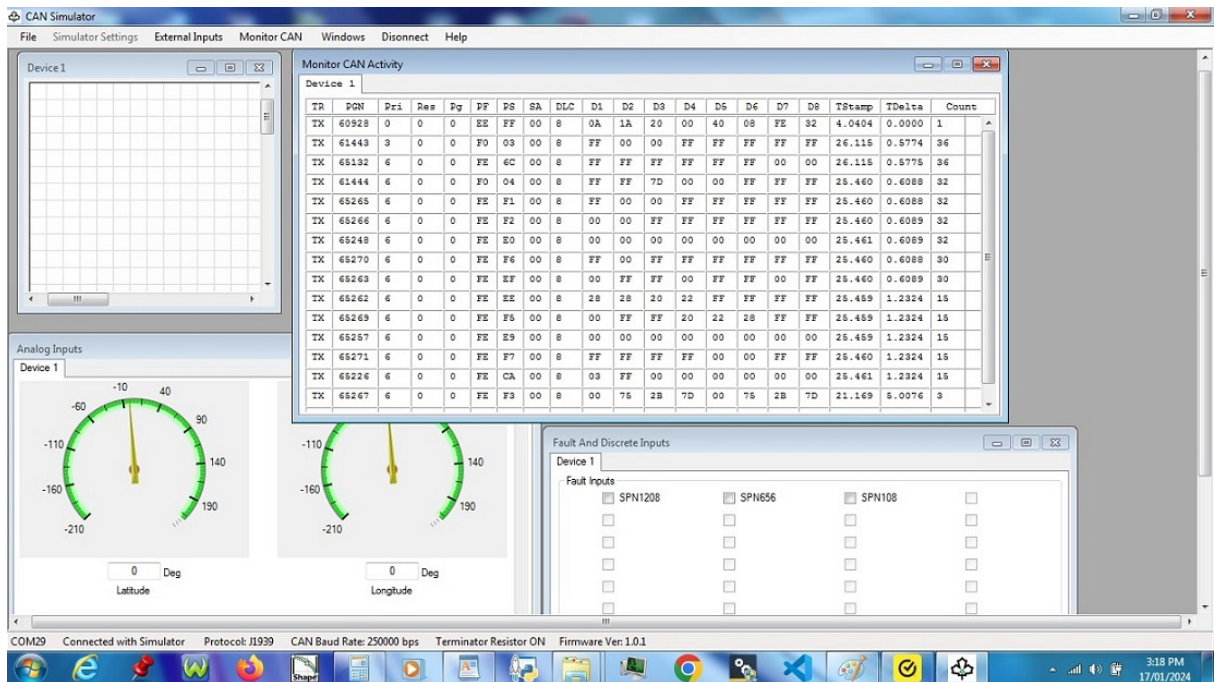 CAN Simulator
File Simulator Settings External Inputs Monitor CAN Windows Disonnect Help
Device 1
Monitor CAN Activity
Device 1
TR PGN Pri Res Pg PF PS SA DLC D1 D2 D3 D4 D5 D6 D7 D8 TStamp TDelta Count
TX 60928 0 0 0 EE FF 00 8 0A 1A 20 00 40 08 FE 32 4.0404 0.0000 1
TX 61443 3 0 0 F0 03 00 8 FF 00 00 FF FF FF FF FF 26.115 0.5774 36
TX 65132 6 0 0 FE 6C 00 8 FF FF FF FF FF FF 00 00 26.115 0.5775 36
TX 61444 6 0 0 F0 04 00 8 FF FF 7D 00 00 FF FF FF 25.460 0.6088 32
TX 65265 6 0 0 FE F1 00 8 FF 00 00 FF FF FF FF FF 25.460 0.6088 32
TX 65266 6 0 0 FE F2 00 8 00 00 FF FF FF FF FF FF 25.460 0.6089 32
TX 65248 6 0 0 FE E0 00 8 00 00 00 00 00 00 00 00 25.461 0.6089 32
TX 65270 6 0 0 FE F6 00 8 FF 00 FF FF FF FF FF FF 25.460 0.6088 30
TX 65263 6 0 0 FE EF 00 8 00 FF FF 00 FF FF 00 FF 25.460 0.6089 30
TX 65262 6 0 0 FE EE 00 8 28 28 20 22 FF FF FF FF 25.459 1.2324 15
TX 65269 6 0 0 FE F5 00 8 00 FF FF 20 22 28 FF FF 25.459 1.2324 15
TX 65257 6 0 0 FE E9 00 8 00 00 00 00 00 00 00 00 25.459 1.2324 15
TX 65271 6 0 0 FE F7 00 8 FF FF FF FF 00 00 FF FF 25.460 1.2324 15
TX 65226 6 0 0 FE CA 00 8 03 FF 00 00 00 00 00 00 25.461 1.2324 15
TX 65267 6 0 0 FE F3 00 8 00 75 2B 7D 00 75 2B 7D 21.169 5.0076 3
Analog Inputs
Device 1
-210 -160 -110 -60 -10 40 90 140 190
0 Deg
Latitude
-210 -160 -110 140 190
0 Deg
Longitude
Fault And Discrete Inputs
Device 1
Fault Inputs
SPN1208 SPN656 SPN108
COM29 Connected with Simulator Protocol: J1939 CAN Baud Rate: 250000 bps Terminator Resistor ON Firmware Ver: 1.0.1
Shape
3:18 PM
17/01/2024